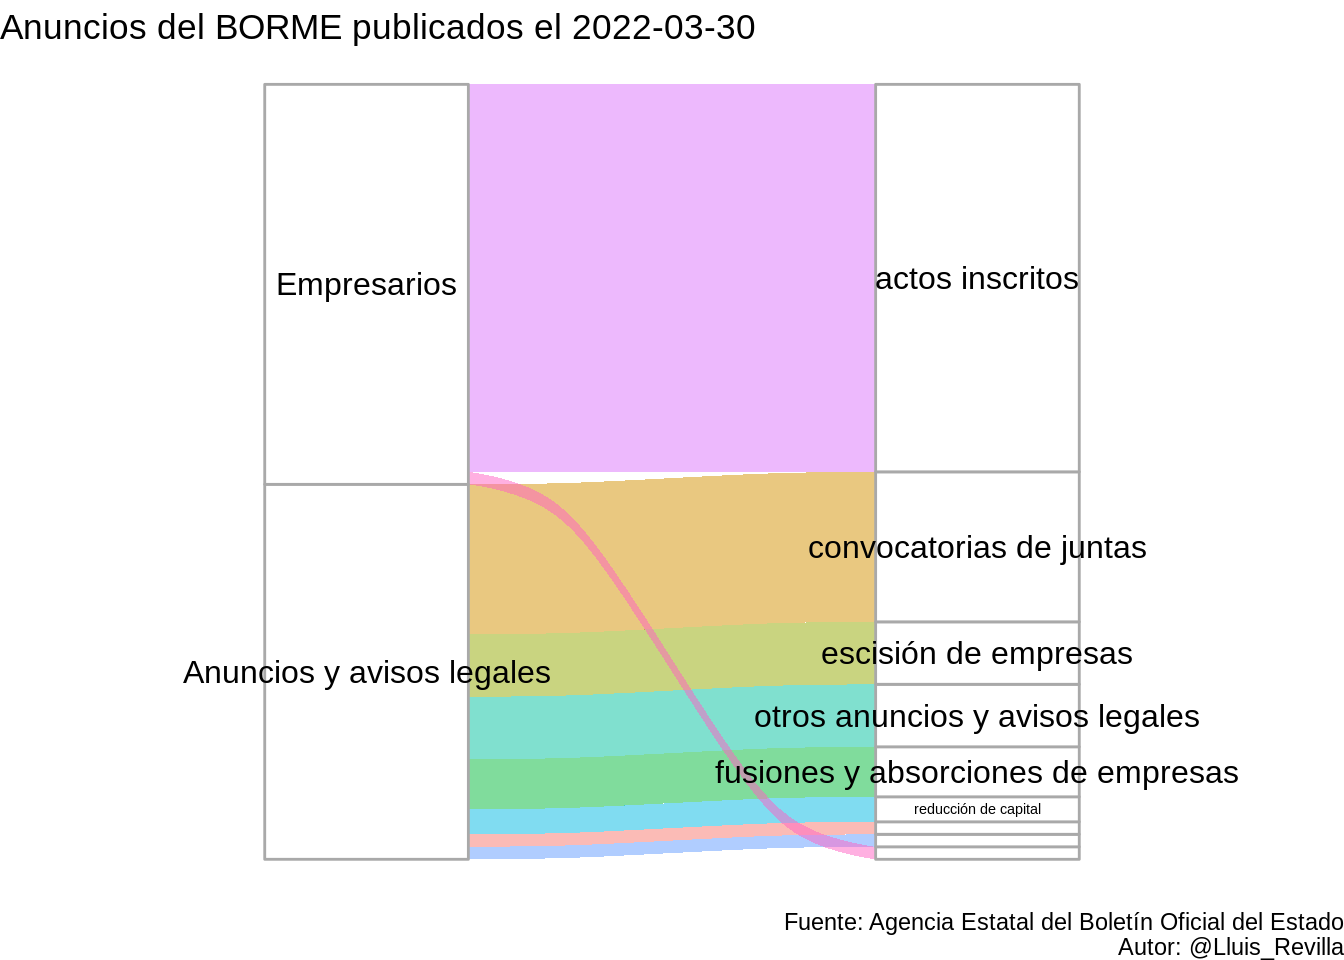 Anuncios del BORME publicados el 2022-03-30
Empresarios
actos inscritos
convocatorias de juntas
escisión de empresas
Anuncios y avisos legales
otros anuncios y avisos legales
fusiones y absorciones de empresas
reducción de capital
Fuente: Agencia Estatal del Boletín Oficial del Estado
Autor: @Lluis_Revilla